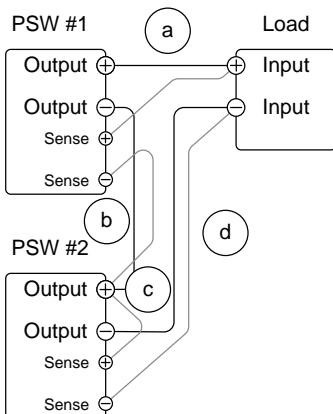 PSW #1
Load
a
Output ⊕
⊕ Input
Output ⊖
⊖ Input
Sense ⊕
Sense ⊖
b
d
PSW #2
Output ⊕
c
Output ⊖
Sense ⊕
Sense ⊖